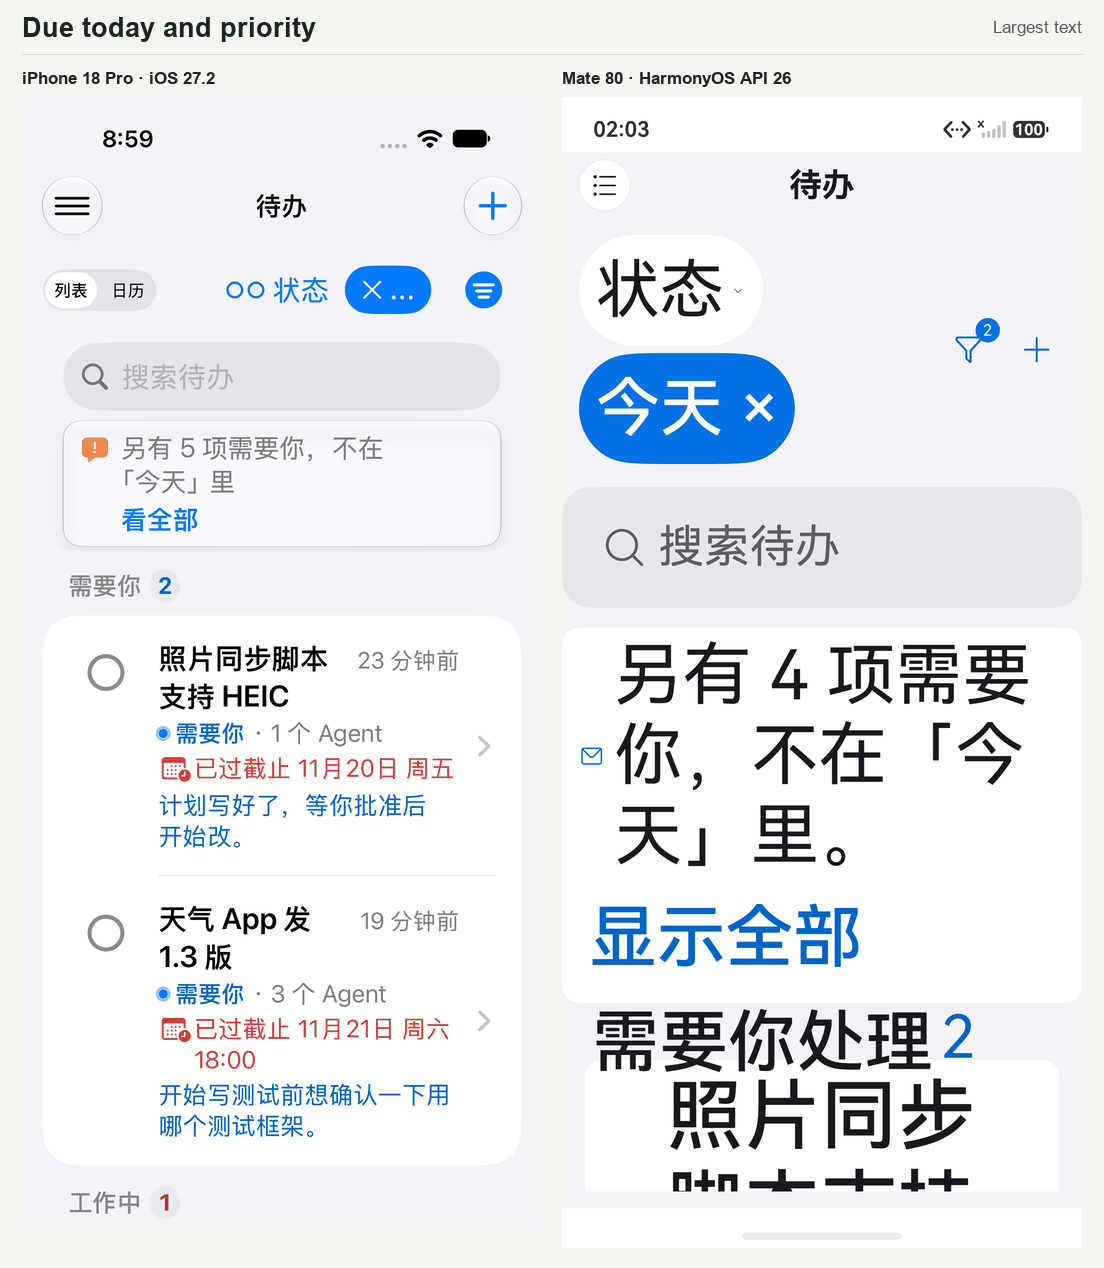 Due today and priority
Largest text
iPhone 18 Pro · iOS 27.2
8:59
待办
列表
日历
状态
...
搜索待办
另有 5 项需要你，不在
「今天」里
看全部
需要你 2
照片同步脚本
支持 HEIC
23 分钟前
需要你 · 1 个 Agent
已过截止 11月20日 周五
计划写好了，等你批准后
开始改。
天气 App 发
1.3 版
19 分钟前
需要你 · 3 个 Agent
已过截止 11月21日 周六
18:00
开始写测试前想确认一下用
哪个测试框架。
工作中 1
Mate 80 · HarmonyOS API 26
02:03
100
待办
状态
今天 ×
2
搜索待办
另有 4 项需要
你，不在「今
天」里。
显示全部
需要你处理 2
照片同步